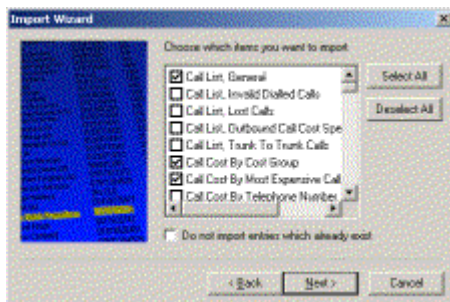 Import Wizard
Choose which items you want to import
Call List, General
Call List, Invalid Dialled Calls
Call List, Lost Calls
Call List, Outbound Call Cost Spe
Call List, Trunk To Trunk Calls
Call Cost By Cost Group
Call Cost By Most Expensive Call
Call Cost By Telephone Number
Select All
Deselect All
Do not import entries which already exist
< Back
Next >
Cancel